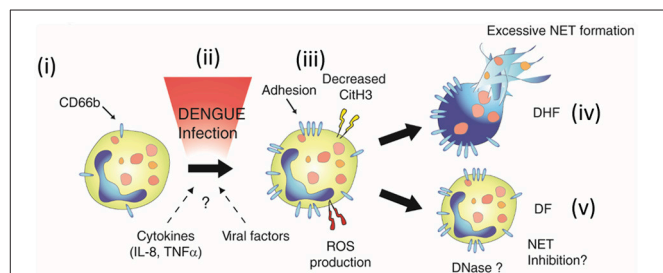 Excessive NET formation
(i)
(ii)
(iii)
Decreased
CitH3
CD66b
Adhesion
DENGUE
Infection
DHF
(iv)
?
Cytokines
(IL-8, TNFα)
Viral factors
ROS
production
DF
(v)
NET
Inhibition?
DNase ?